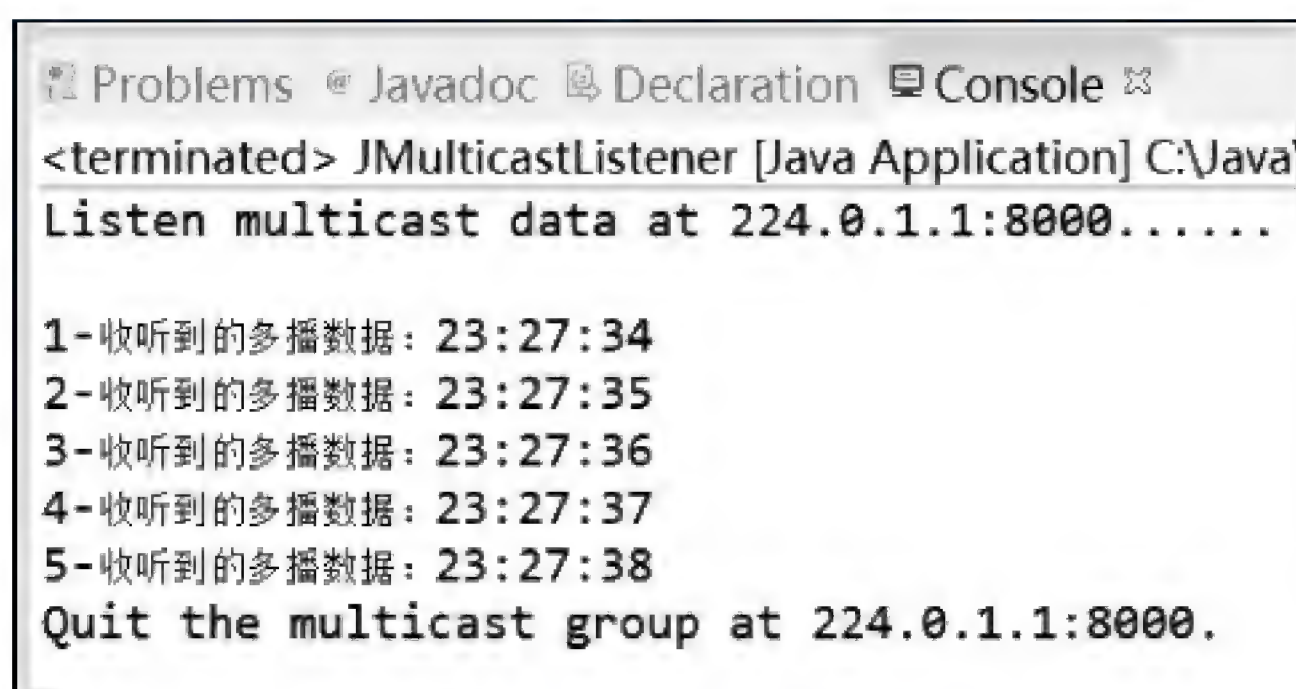 Problems @ Javadoc Declaration Console
<terminated> JMulticastListener [Java Application] C:\Java\
Listen multicast data at 224.0.1.1:8000......
1-收听到的多播数据：23:27:34
2-收听到的多播数据：23:27:35
3-收听到的多播数据：23:27:36
4-收听到的多播数据：23:27:37
5-收听到的多播数据：23:27:38
Quit the multicast group at 224.0.1.1:8000.